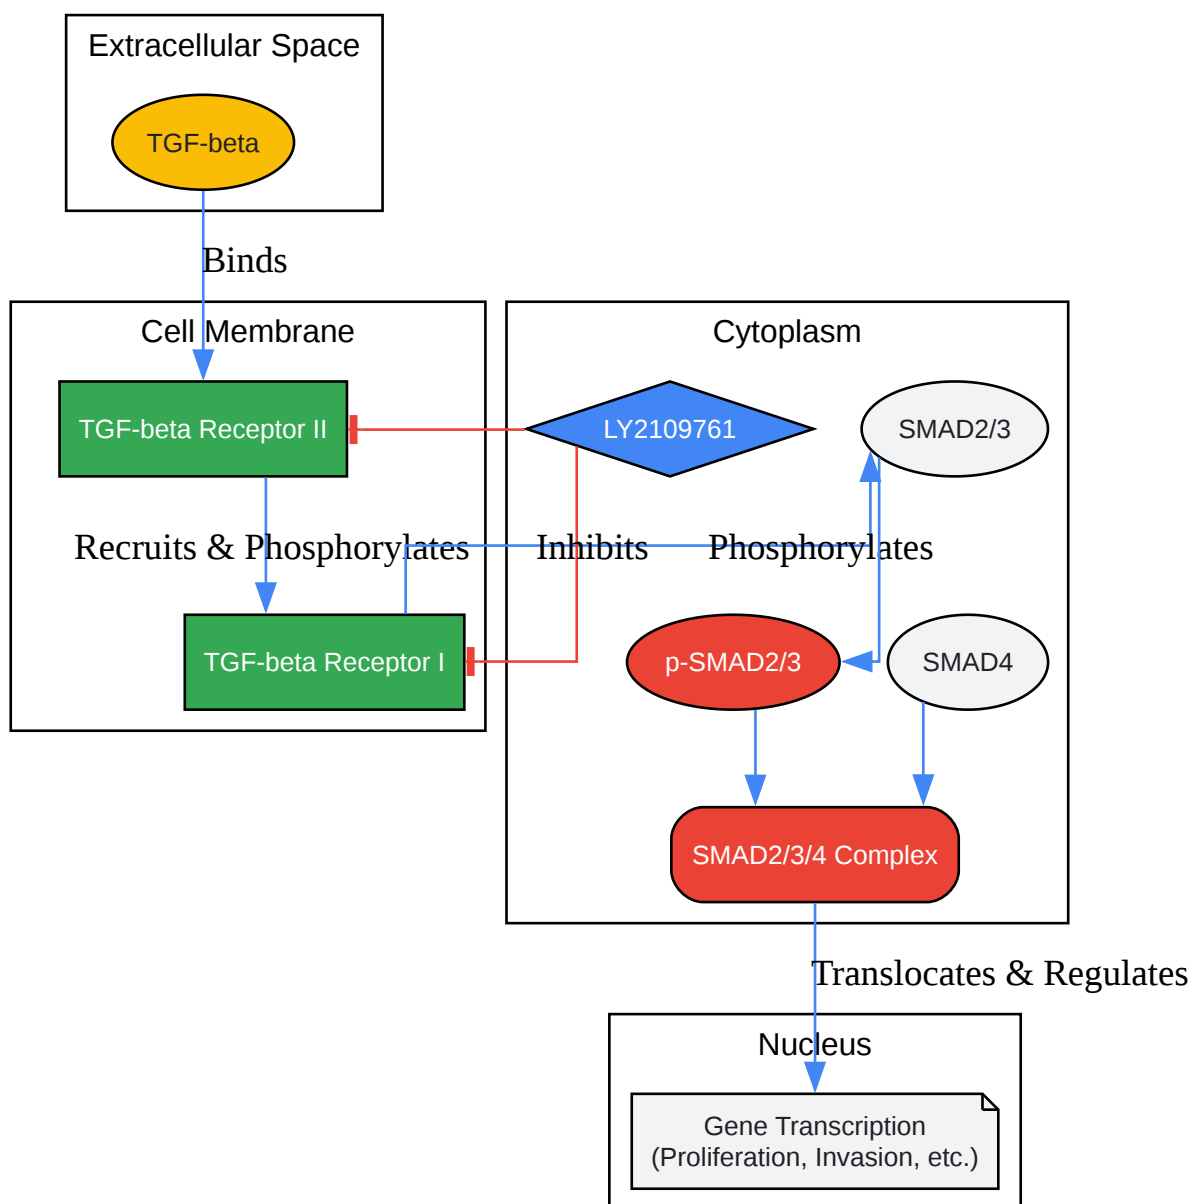 Extracellular Space
TGF-beta
Binds
Cell Membrane
Cytoplasm
TGF-beta Receptor II
LY2109761
SMAD2/3
Recruits & Phosphorylates
Inhibits
Phosphorylates
TGF-beta Receptor I
p-SMAD2/3
SMAD4
SMAD2/3/4 Complex
Translocates & Regulates
Nucleus
Gene Transcription
(Proliferation, Invasion, etc.)